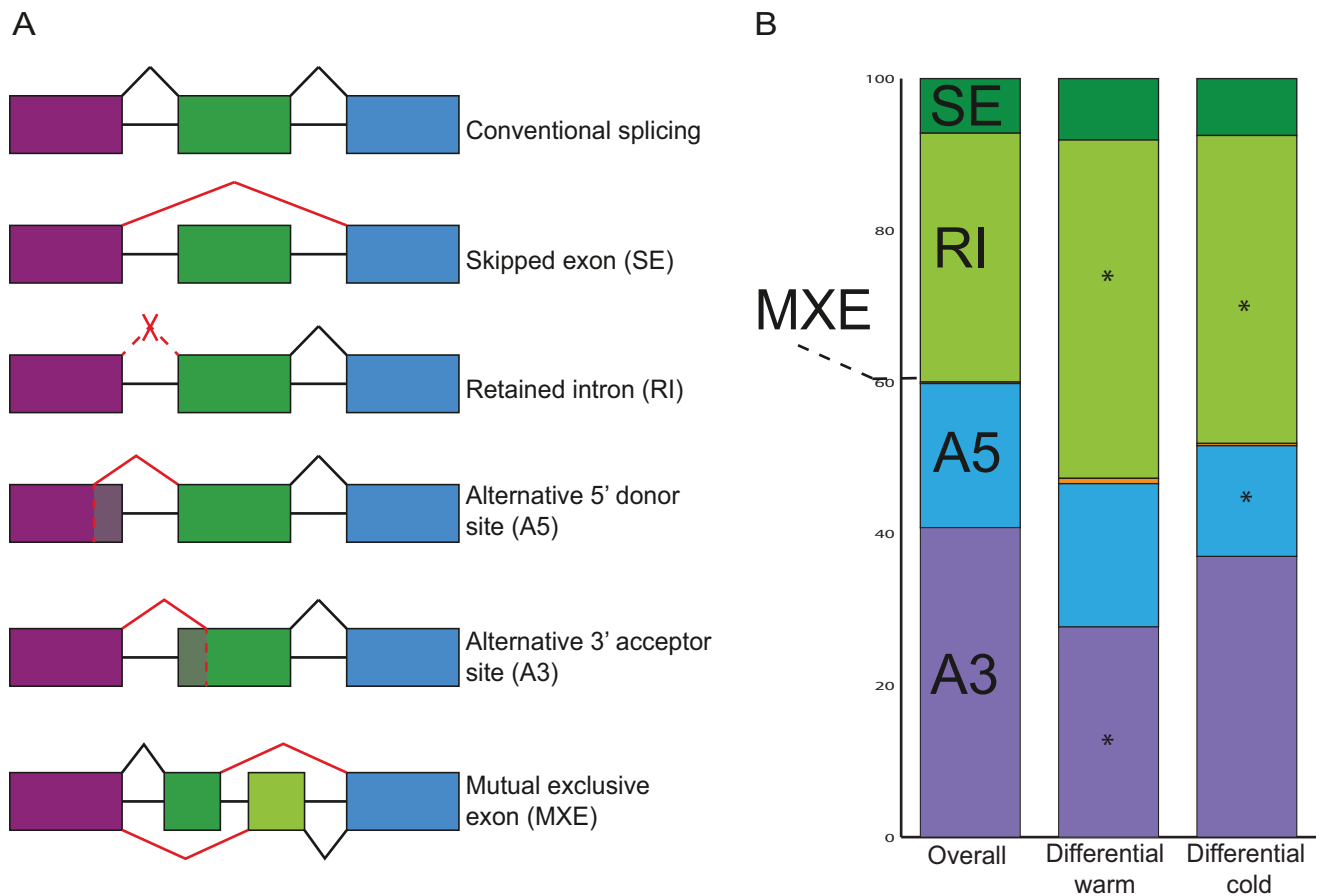 A
Conventional splicing
Skipped exon (SE)
Retained intron (RI)
Alternative 5’ donor
site (A5)
Alternative 3’ acceptor
site (A3)
Mutual exclusive
exon (MXE)
B
100
80
60
40
20
0
SE
RI
MXE
A5
A3
*
*
*
*
Overall
Differential
warm
Differential
cold